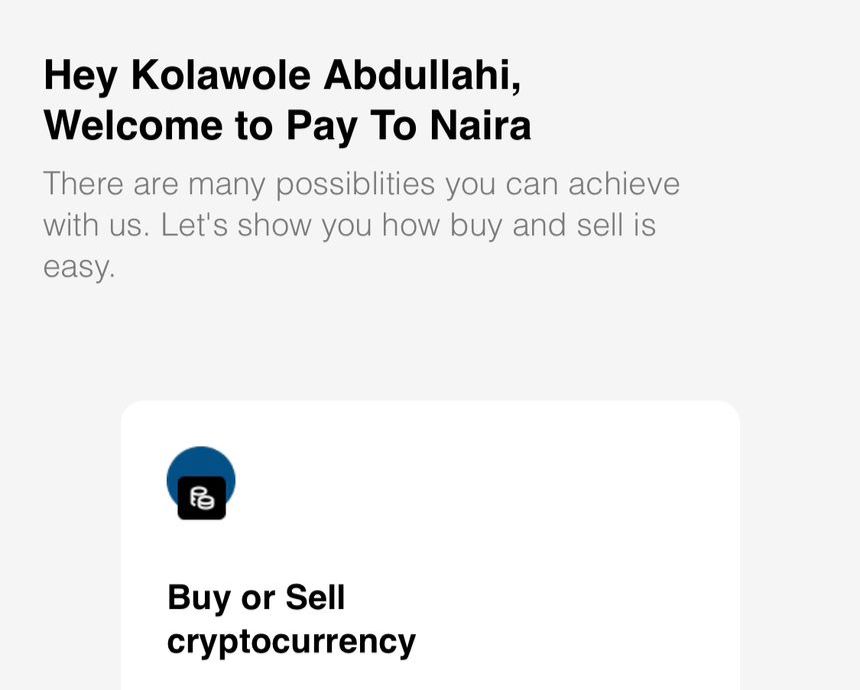 Hey Kolawole Abdullahi,
Welcome to Pay To Naira
There are many possiblities you can achieve
with us. Let's show you how buy and sell is
easy.
Buy or Sell
cryptocurrency